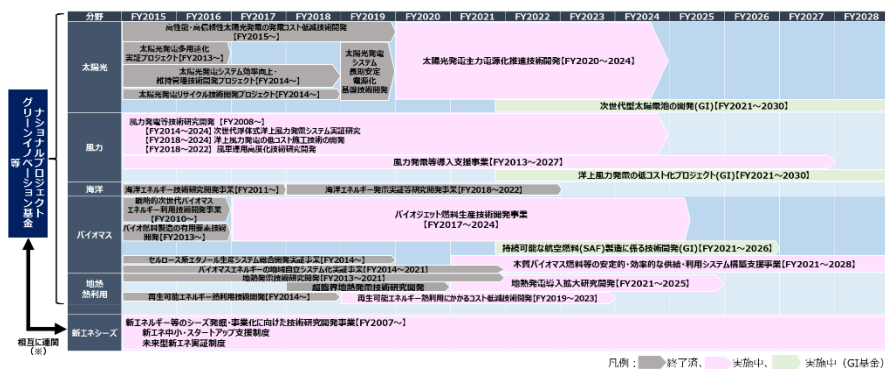 分野
FY2015
FY2016
FY2017
FY2018
FY2019
FY2020
FY2021
FY2022
FY2023
FY2024
FY2025
FY2026
FY2027
FY2028
ナショナルプロジェクト
グリーンイノベーション基金
等
相互に連関
(※)
太陽光
高性能・高信頼性太陽光発電の発電コスト低減技術開発
【FY2015~】
太陽光発電多用途化
実証プロジェクト【FY2013~】
太陽光発電システム効率向上・
維持管理技術開発プロジェクト【FY2014~】
太陽光発電リサイクル技術開発プロジェクト【FY2014~】
太陽光発電
システム
長期安定
電源化
基盤技術開発
太陽光発電主力電源化推進技術開発【FY2020~2024】
次世代型太陽電池の開発(GI)【FY2021~2030】
風力
風力発電等技術研究開発 【FY2008~】
【FY2014~2024】次世代浮体式洋上風力発電システム実証研究
【FY2018~2024】洋上風力発電の低コスト施工技術の開発
【FY2018~2022】風車運用高度化技術研究開発
風力発電等導入支援事業【FY2013~2027】
洋上風力発電の低コスト化プロジェクト(GI)【FY2021~2030】
海洋
海洋エネルギー技術研究開発事業【FY2011~】
海洋エネルギー発電実証等研究開発事業【FY2018~2022】
バイオマス
戦略的次世代バイオマス
エネルギー利用技術開発事業
【FY2010~】
バイオ燃料製造の有用要素技術
開発【FY2013~】
バイオジェット燃料生産技術開発事業
【FY2017~2024】
持続可能な航空燃料(SAF)製造に係る技術開発(GI)【FY2021~2026】
セルロース系エタノール生産システム総合開発実証事業【FY2014~】
木質バイオマス燃料等の安定的・効率的な供給・利用システム構築支援事業【FY2021~2028】
バイオマスエネルギーの地域自立システム化実証事業【FY2014~2021】
地熱
熱利用
地熱発電技術研究開発【FY2013~2021】
超臨界地熱発電技術研究開発
地熱発電導入拡大研究開発【FY2021~2025】
再生可能エネルギー熱利用技術開発【FY2014~】
再生可能エネルギー熱利用にかかるコスト低減技術開発【FY2019~2023】
新エネシーズ
新エネルギー等のシーズ発掘・事業化に向けた技術研究開発事業【FY2007~】
新エネ中小・スタートアップ支援制度
未来型新エネ実証制度
凡例:
終了済、
実施中、
実施中(GI基金)